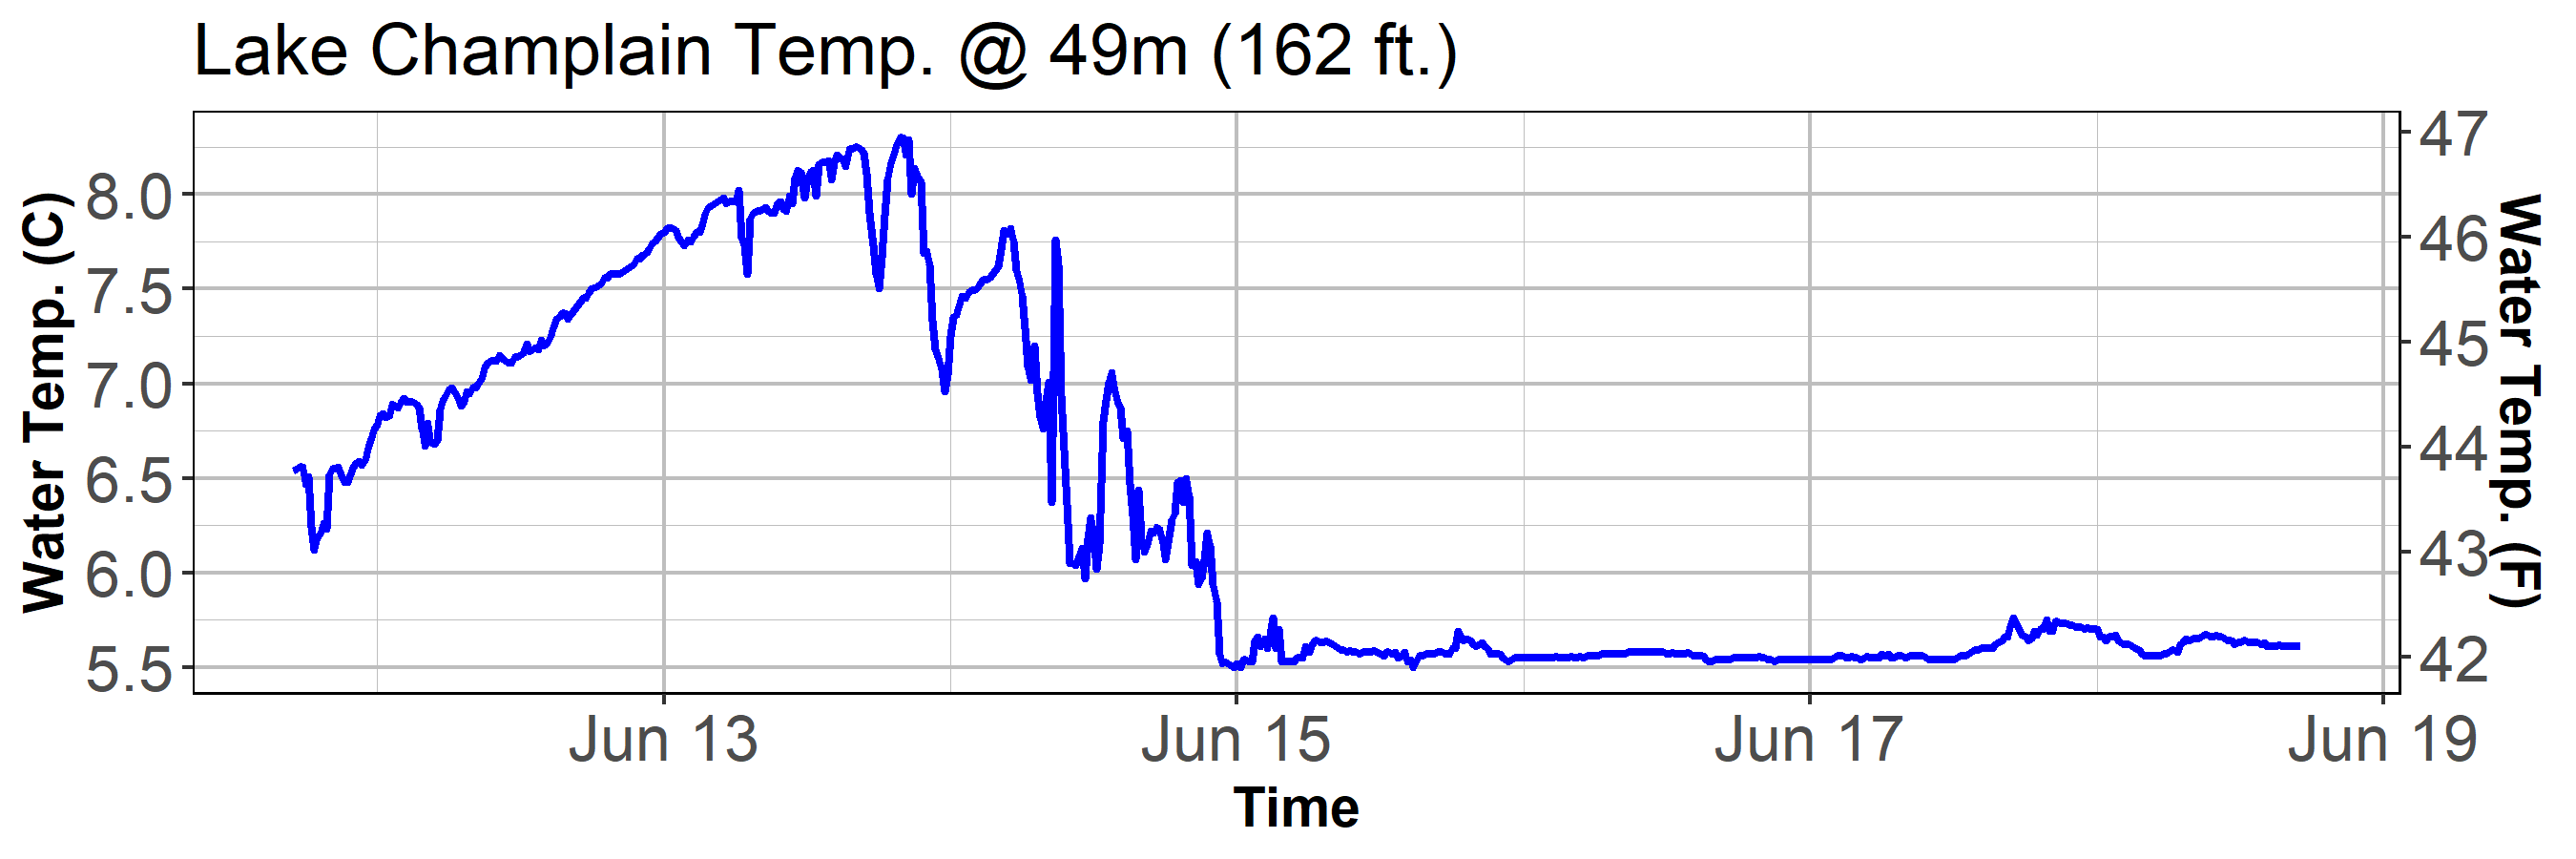 Lake Champlain Temp. @ 49m (162 ft.)
Water Temp. (C)
8.0
7.5
7.0
6.5
6.0
5.5
47
46
45
44
43
42
Water Temp. (F)
Jun 13 Jun 15 Jun 17 Jun 19
Time